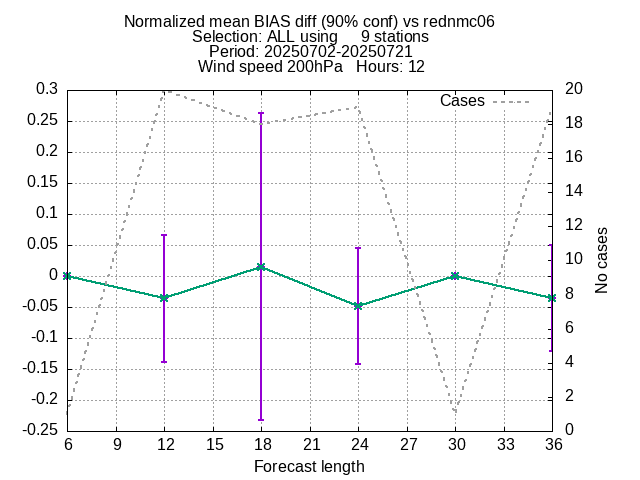 Normalized mean BIAS diff (90% conf) vs rednmc06
Selection: ALL using     9 stations
Period: 20250702-20250721
Wind speed 200hPa   Hours: 12
Cases
0.3
0.25
0.2
0.15
0.1
0.05
0
-0.05
-0.1
-0.15
-0.2
-0.25
20
18
16
14
12
10
8
6
4
2
0
No cases
6 9 12 15 18 21 24 27 30 33 36
Forecast length